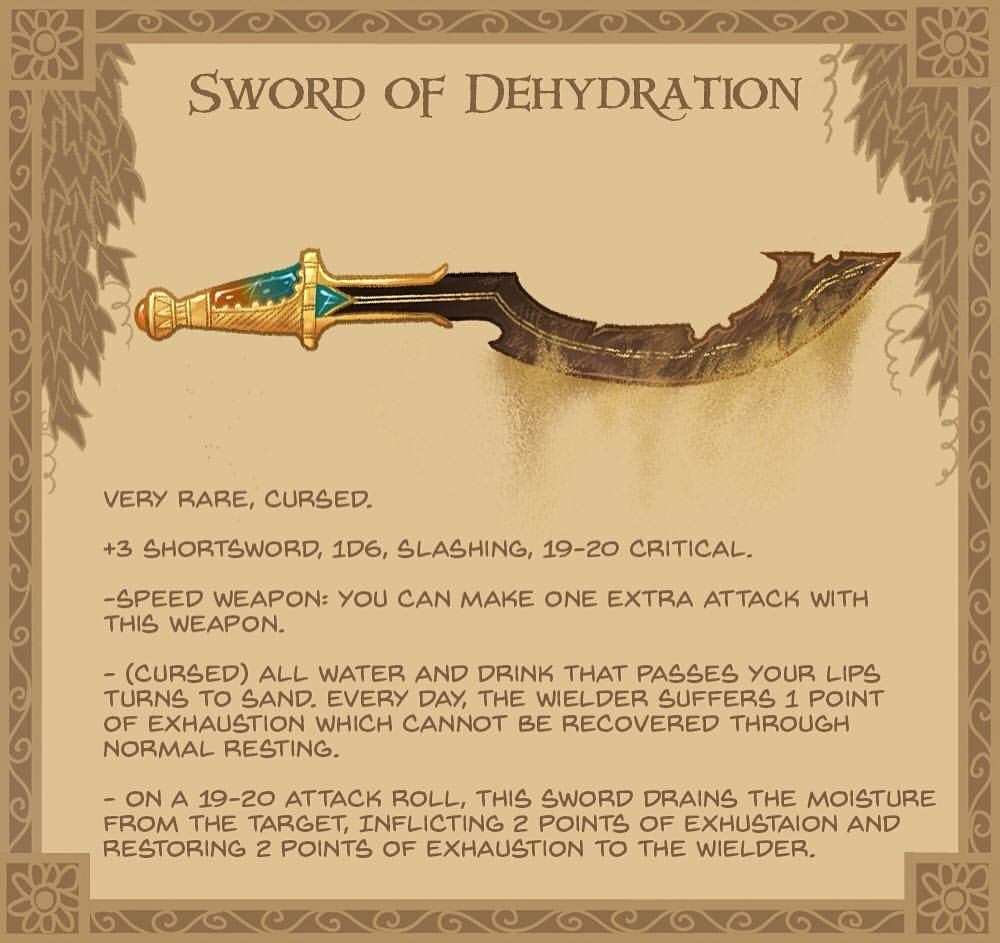 Sword of Dehydration
VERY RARE, CURSED.
+3 SHORTSWORD, 1D6, SLASHING, 19-20 CRITICAL.
-SPEED WEAPON: YOU CAN MAKE ONE EXTRA ATTACK WITH
THIS WEAPON.
- (CURSED) ALL WATER AND DRINK THAT PASSES YOUR LIPS
TURNS TO SAND. EVERY DAY, THE WIELDER SUFFERS 1 POINT
OF EXHAUSTION WHICH CANNOT BE RECOVERED THROUGH
NORMAL RESTING.
- ON A 19-20 ATTACK ROLL, THIS SWORD DRAINS THE MOISTURE
FROM THE TARGET, INFLICTING 2 POINTS OF EXHUSTAION AND
RESTORING 2 POINTS OF EXHAUSTION TO THE WIELDER.